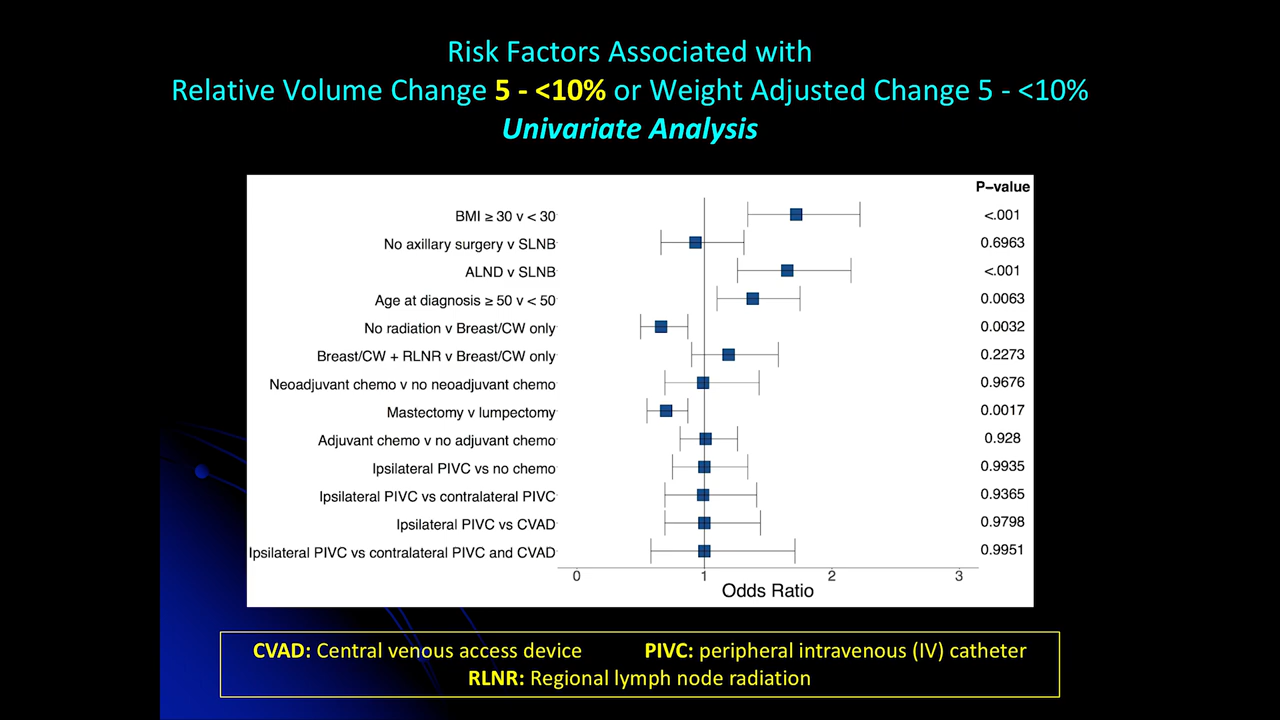 Risk Factors Associated with
Relative Volume Change 5 - <10% or Weight Adjusted Change 5 - <10%
Univariate Analysis
P–value
BMI ≥ 30 v < 30 <.001
No axillary surgery v SLNB 0.6963
ALND v SLNB <.001
Age at diagnosis ≥ 50 v < 50 0.0063
No radiation v Breast/CW only 0.0032
Breast/CW + RLNR v Breast/CW only 0.2273
Neoadjuvant chemo v no neoadjuvant chemo 0.9676
Mastectomy v lumpectomy 0.0017
Adjuvant chemo v no adjuvant chemo 0.928
Ipsilateral PIVC vs no chemo 0.9935
Ipsilateral PIVC vs contralateral PIVC 0.9365
Ipsilateral PIVC vs CVAD 0.9798
Ipsilateral PIVC vs contralateral PIVC and CVAD 0.9951
0 1 2 3
Odds Ratio
CVAD: Central venous access device PIVC: peripheral intravenous (IV) catheter
RLNR: Regional lymph node radiation